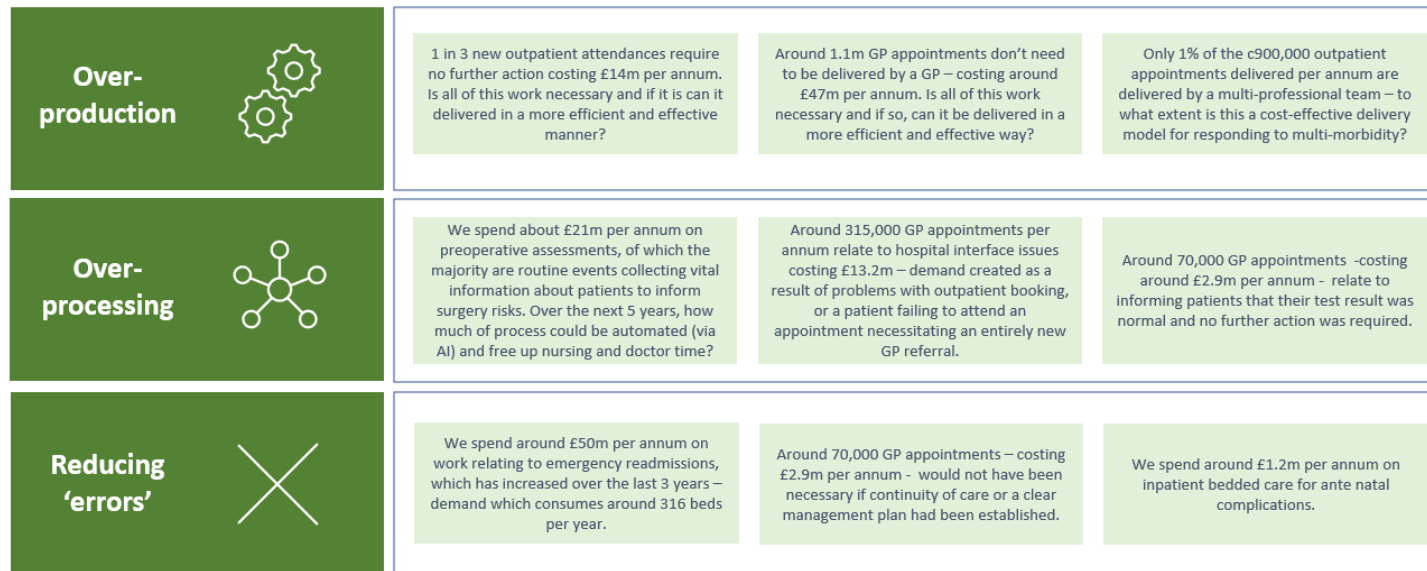 Over-
production
1 in 3 new outpatient attendances require
no further action costing £14m per annum.
Is all of this work necessary and if it is can it
delivered in a more efficient and effective
manner?
Around 1.1m GP appointments don’t need
to be delivered by a GP – costing around
£47m per annum. Is all of this work
necessary and if so, can it be delivered in a
more efficient and effective way?
Only 1% of the c900,000 outpatient
appointments delivered per annum are
delivered by a multi-professional team – to
what extent is this a cost-effective delivery
model for responding to multi-morbidity?
Over-
processing
We spend about £21m per annum on
preoperative assessments, of which the
majority are routine events collecting vital
information about patients to inform
surgery risks. Over the next 5 years, how
much of process could be automated (via
AI) and free up nursing and doctor time?
Around 315,000 GP appointments per
annum relate to hospital interface issues
costing £13.2m – demand created as a
result of problems with outpatient booking,
or a patient failing to attend an
appointment necessitating an entirely new
GP referral.
Around 70,000 GP appointments -costing
around £2.9m per annum - relate to
informing patients that their test result was
normal and no further action was required.
Reducing
‘errors’
We spend around £50m per annum on
work relating to emergency readmissions,
which has increased over the last 3 years –
demand which consumes around 316 beds
per year.
Around 70,000 GP appointments – costing
£2.9m per annum - would not have been
necessary if continuity of care or a clear
management plan had been established.
We spend around £1.2m per annum on
inpatient bedded care for ante natal
complications.